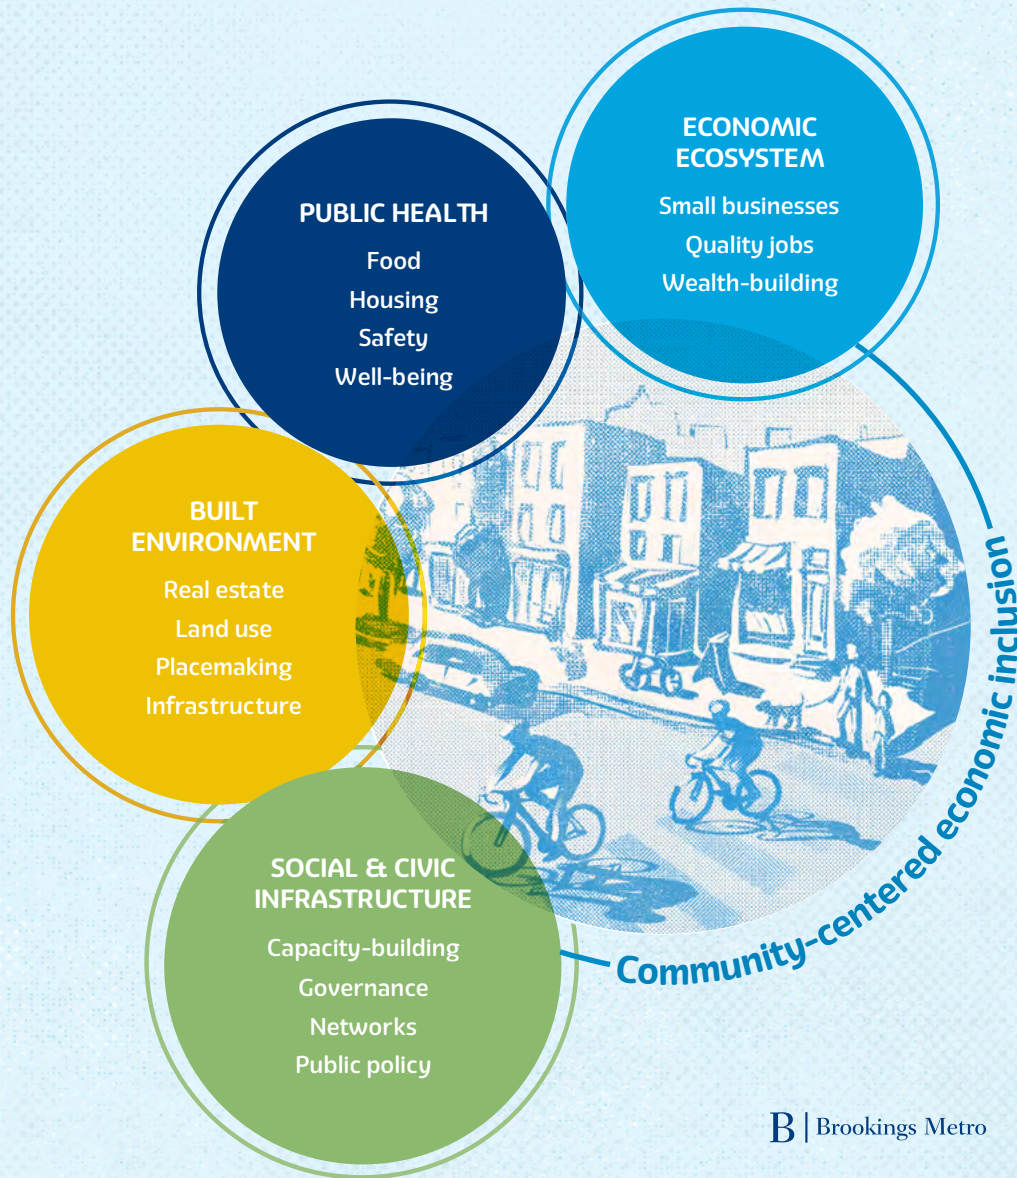 ECONOMIC
ECOSYSTEM
Small businesses
Quality jobs
Wealth-building
PUBLIC HEALTH
Food
Housing
Safety
Well-being
BUILT
ENVIRONMENT
Real estate
Land use
Placemaking
Infrastructure
SOCIAL & CIVIC
INFRASTRUCTURE
Capacity-building
Governance
Networks
Public policy
Community-centered economic inclusion
B | Brookings Metro